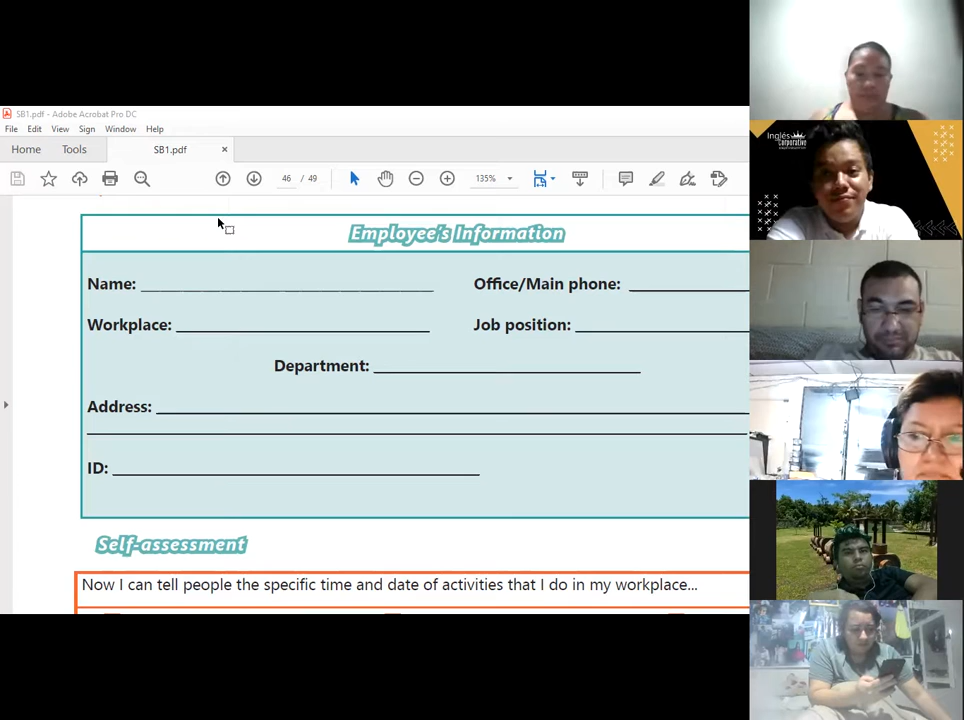 SB1.pdf - Adobe Acrobat Pro DC
File Edit View Sign Window Help
Home Tools SB1.pdf ×
46 / 49 135%
Employee's Information
Name: Office/Main phone:
Workplace: Job position:
Department:
Address:
ID:
Self-assessment
Now I can tell people the specific time and date of activities that I do in my workplace...
Inglés
Corporativo